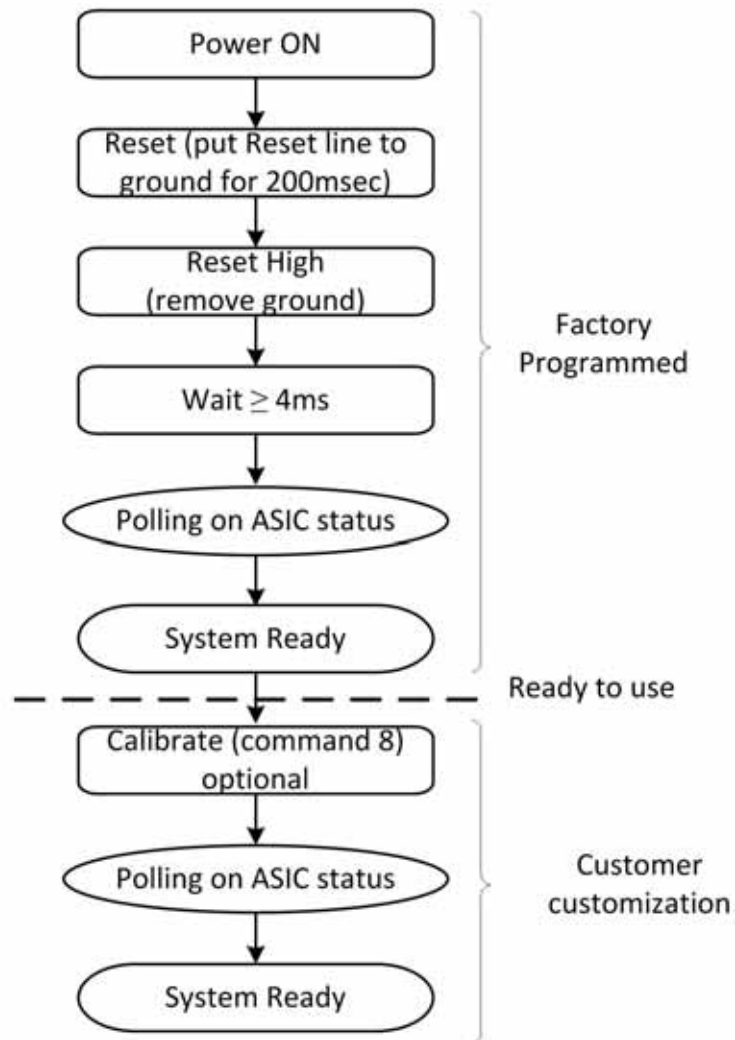 Power ON
Reset (put Reset line to
ground for 200msec)
Reset High
(remove ground)
Wait ≥ 4ms
Polling on ASIC status
System Ready
Factory
Programmed
Ready to use
Calibrate (command 8)
optional
Polling on ASIC status
System Ready
Customer
customization